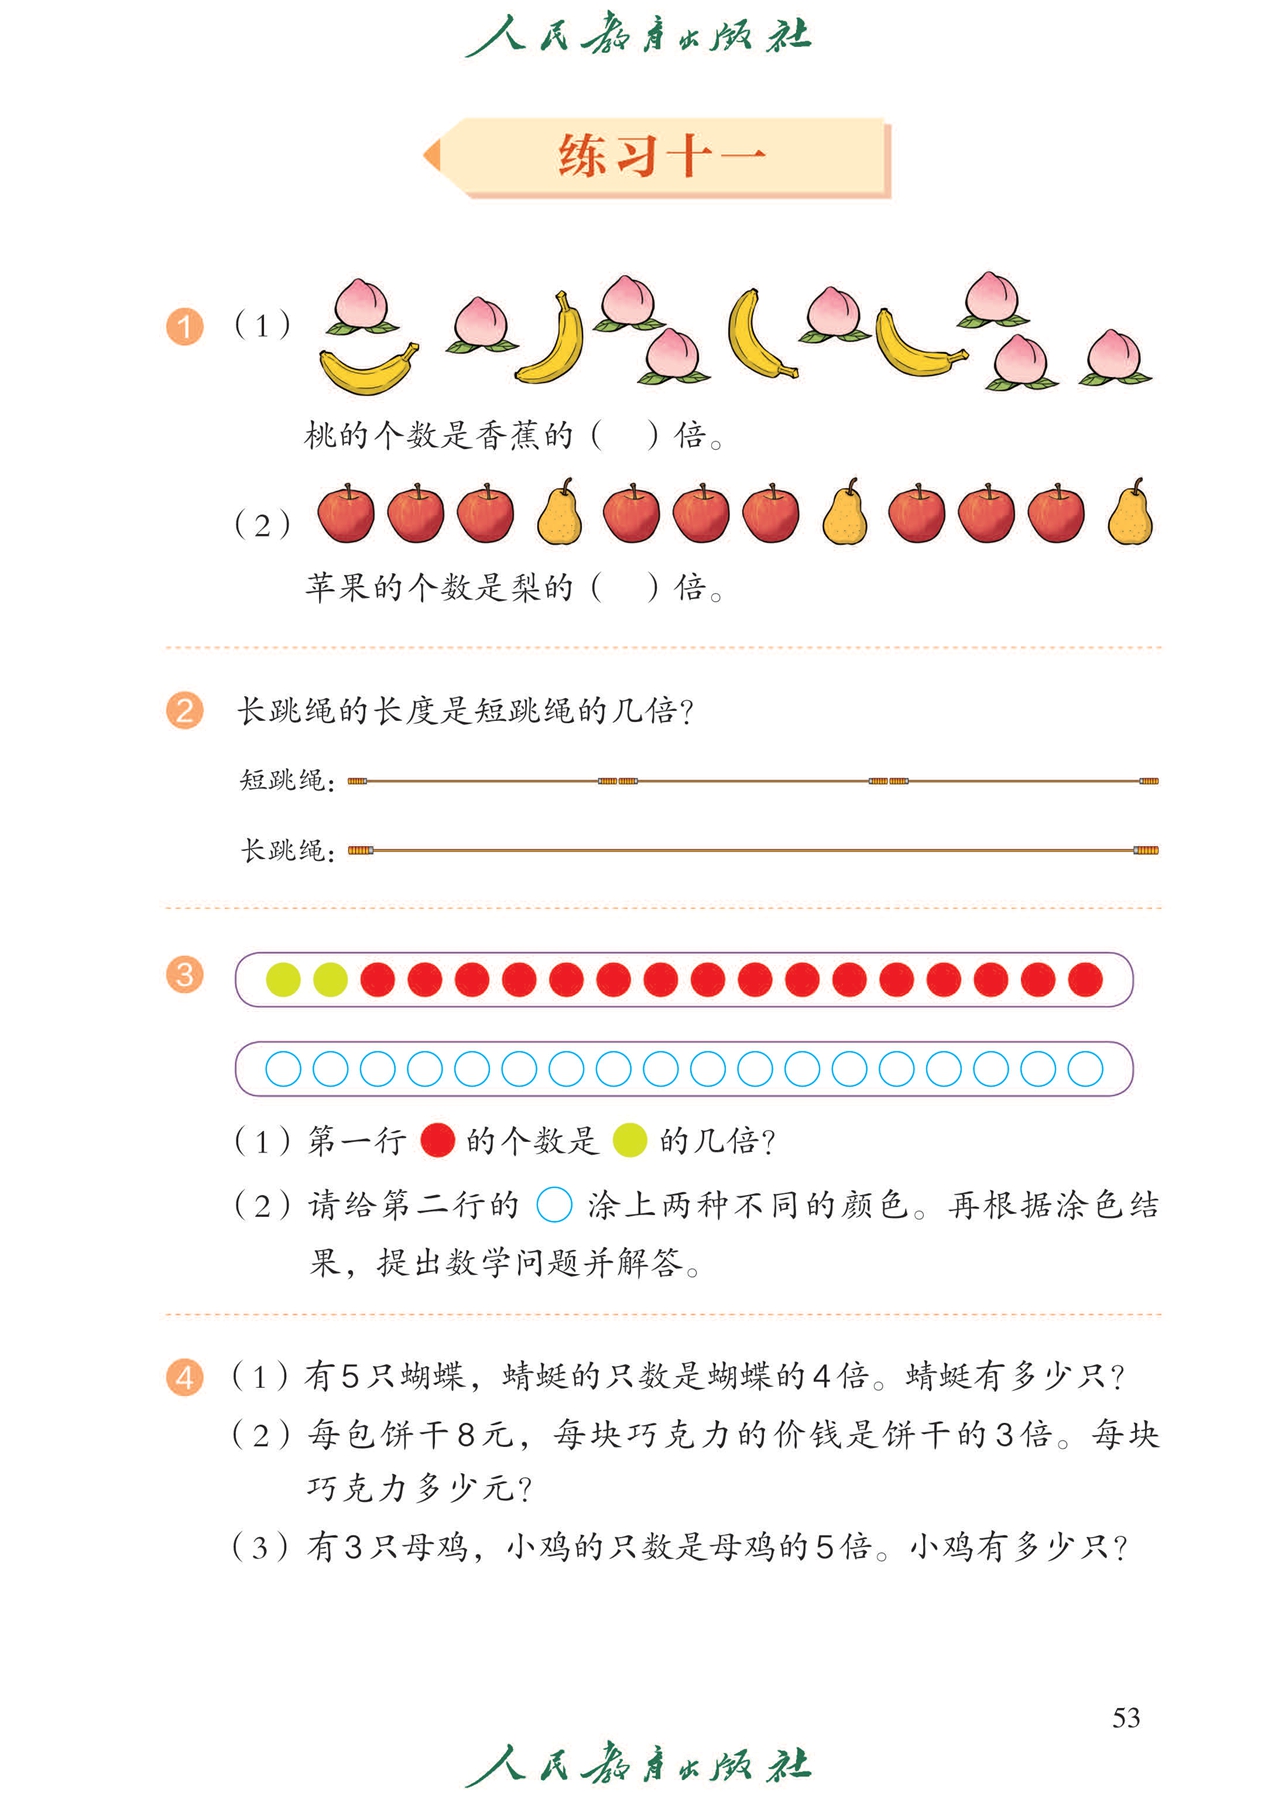 人民教育出版社
练习十一
1 （1）
桃的个数是香蕉的（ ）倍。
（2）
苹果的个数是梨的（ ）倍。
2 长跳绳的长度是短跳绳的几倍？
短跳绳：
长跳绳：
3
（1）第一行 的个数是 的几倍？
（2）请给第二行的 涂上两种不同的颜色。再根据涂色结
果，提出数学问题并解答。
4 （1）有5只蝴蝶，蜻蜓的只数是蝴蝶的4倍。蜻蜓有多少只？
（2）每包饼干8元，每块巧克力的价钱是饼干的3倍。每块
巧克力多少元？
（3）有3只母鸡，小鸡的只数是母鸡的5倍。小鸡有多少只？
53
人民教育出版社